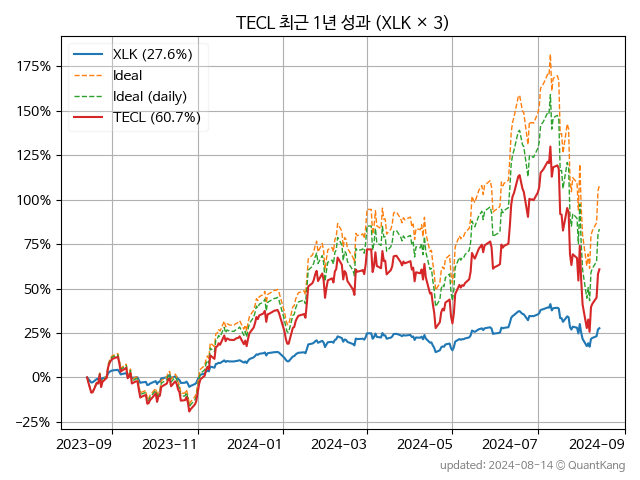 TECL 최근 1년 성과 (XLK × 3)
XLK (27.6%)
Ideal
Ideal (daily)
TECL (60.7%)
175%
150%
125%
100%
75%
50%
25%
0%
−25%
2023-09
2023-11
2024-01
2024-03
2024-05
2024-07
2024-09
updated: 2024-08-14 © QuantKang